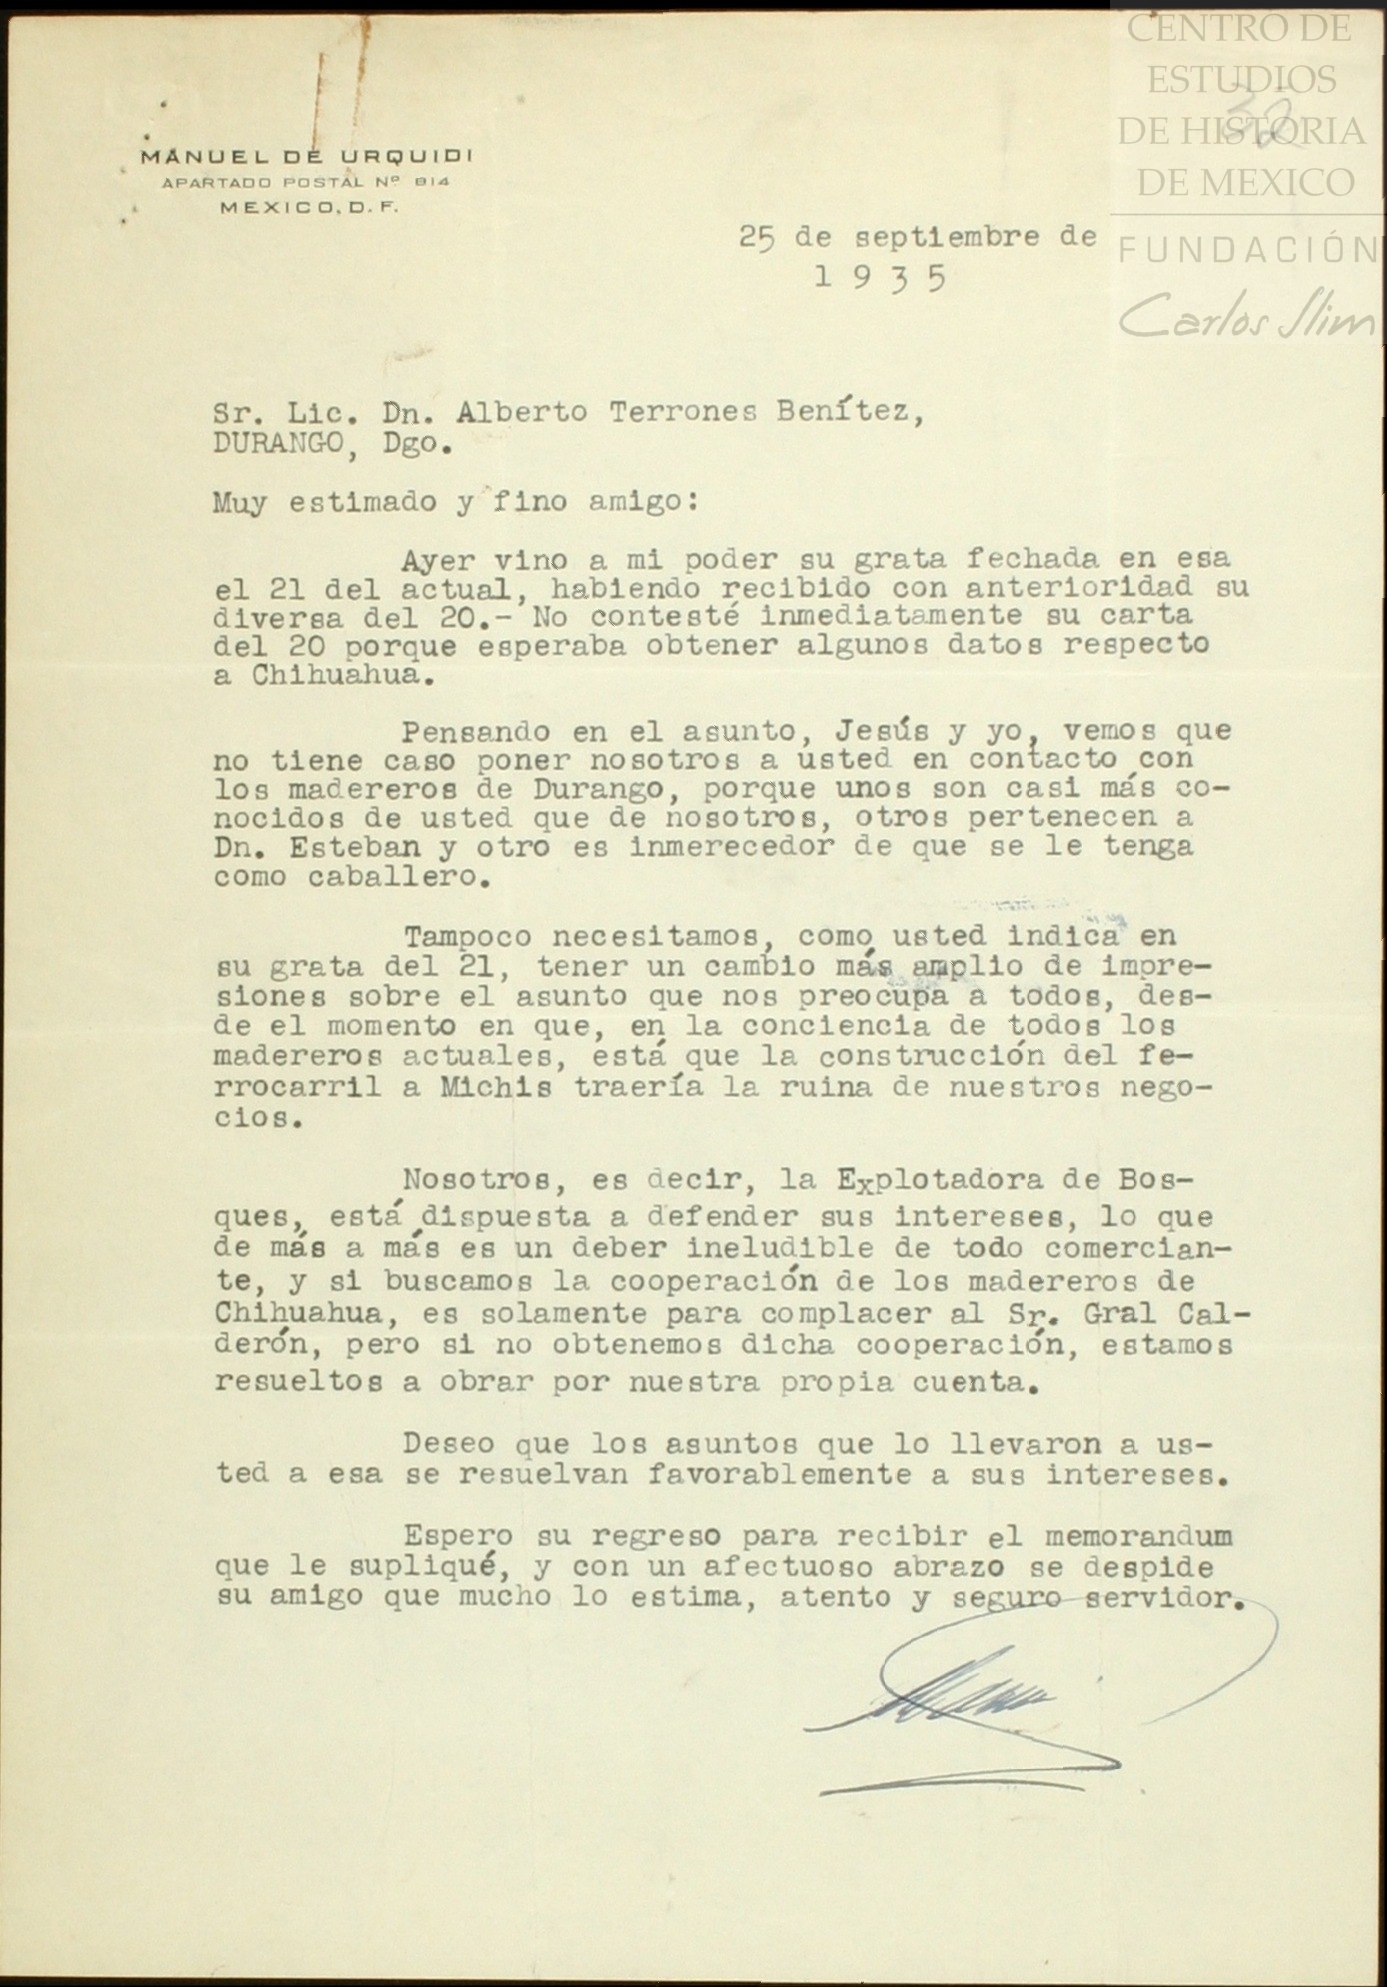 CENTRO DE
ESTUDIOS
DE HISTORIA
DE MEXICO
FUNDACIÓN
Carlos Slim
32
MANUEL DE URQUIDI
APARTADO POSTAL Nº 814
MEXICO, D. F.
25 de septiembre de
1 9 3 5
Sr. Lic. Dn. Alberto Terrones Benítez,
DURANGO, Dgo.
Muy estimado y fino amigo:
Ayer vino a mi poder su grata fechada en esa
el 21 del actual, habiendo recibido con anterioridad su
diversa del 20.- No contesté inmediatamente su carta
del 20 porque esperaba obtener algunos datos respecto
a Chihuahua.
Pensando en el asunto, Jesús y yo, vemos que
no tiene caso poner nosotros a usted en contacto con
los madereros de Durango, porque unos son casi más co-
nocidos de usted que de nosotros, otros pertenecen a
Dn. Esteban y otro es inmerecedor de que se le tenga
como caballero.
Tampoco necesitamos, como usted indica en
su grata del 21, tener un cambio más amplio de impre-
siones sobre el asunto que nos preocupa a todos, des-
de el momento en que, en la conciencia de todos los
madereros actuales, está que la construcción del fe-
rrocarril a Michis traería la ruina de nuestros nego-
cios.
Nosotros, es decir, la Explotadora de Bos-
ques, está dispuesta a defender sus intereses, lo que
de más a más es un deber ineludible de todo comercian-
te, y si buscamos la cooperación de los madereros de
Chihuahua, es solamente para complacer al Sr. Gral Cal-
derón, pero si no obtenemos dicha cooperación, estamos
resueltos a obrar por nuestra propia cuenta.
Deseo que los asuntos que lo llevaron a us-
ted a esa se resuelvan favorablemente a sus intereses.
Espero su regreso para recibir el memorandum
que le supliqué, y con un afectuoso abrazo se despide
su amigo que mucho lo estima, atento y seguro servidor.